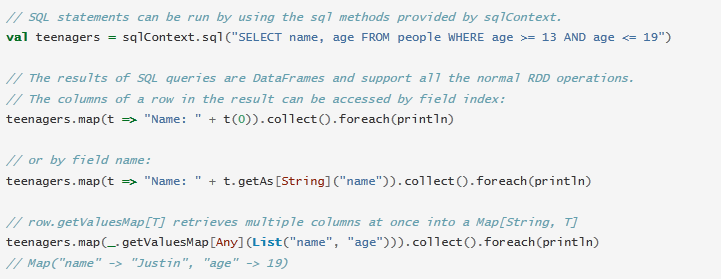 // SQL statements can be run by using the sql methods provided by sqlContext.
val teenagers = sqlContext.sql("SELECT name, age FROM people WHERE age >= 13 AND age <= 19")
// The results of SQL queries are DataFrames and support all the normal RDD operations.
// The columns of a row in the result can be accessed by field index:
teenagers.map(t => "Name: " + t(0)).collect().foreach(println)
// or by field name:
teenagers.map(t => "Name: " + t.getAs[String]("name")).collect().foreach(println)
// row.getValuesMap[T] retrieves multiple columns at once into a Map[String, T]
teenagers.map(_.getValuesMap[Any](List("name", "age"))).collect().foreach(println)
// Map("name" -> "Justin", "age" -> 19)